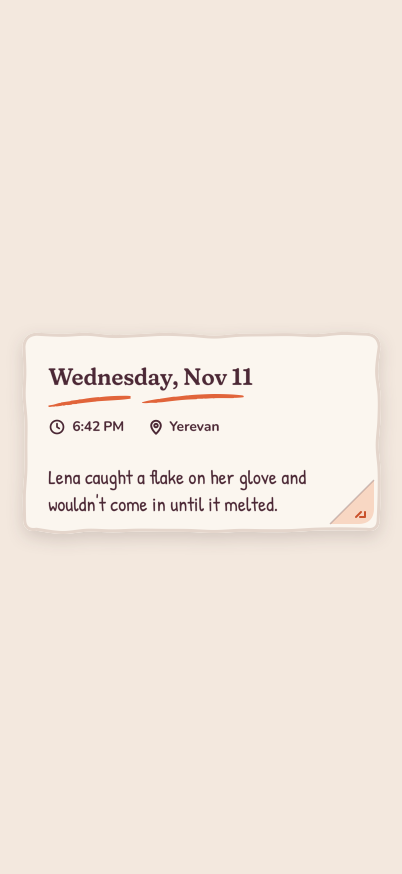 Wednesday, Nov 11
6:42 PM Yerevan
Lena caught a flake on her glove and
wouldn't come in until it melted.